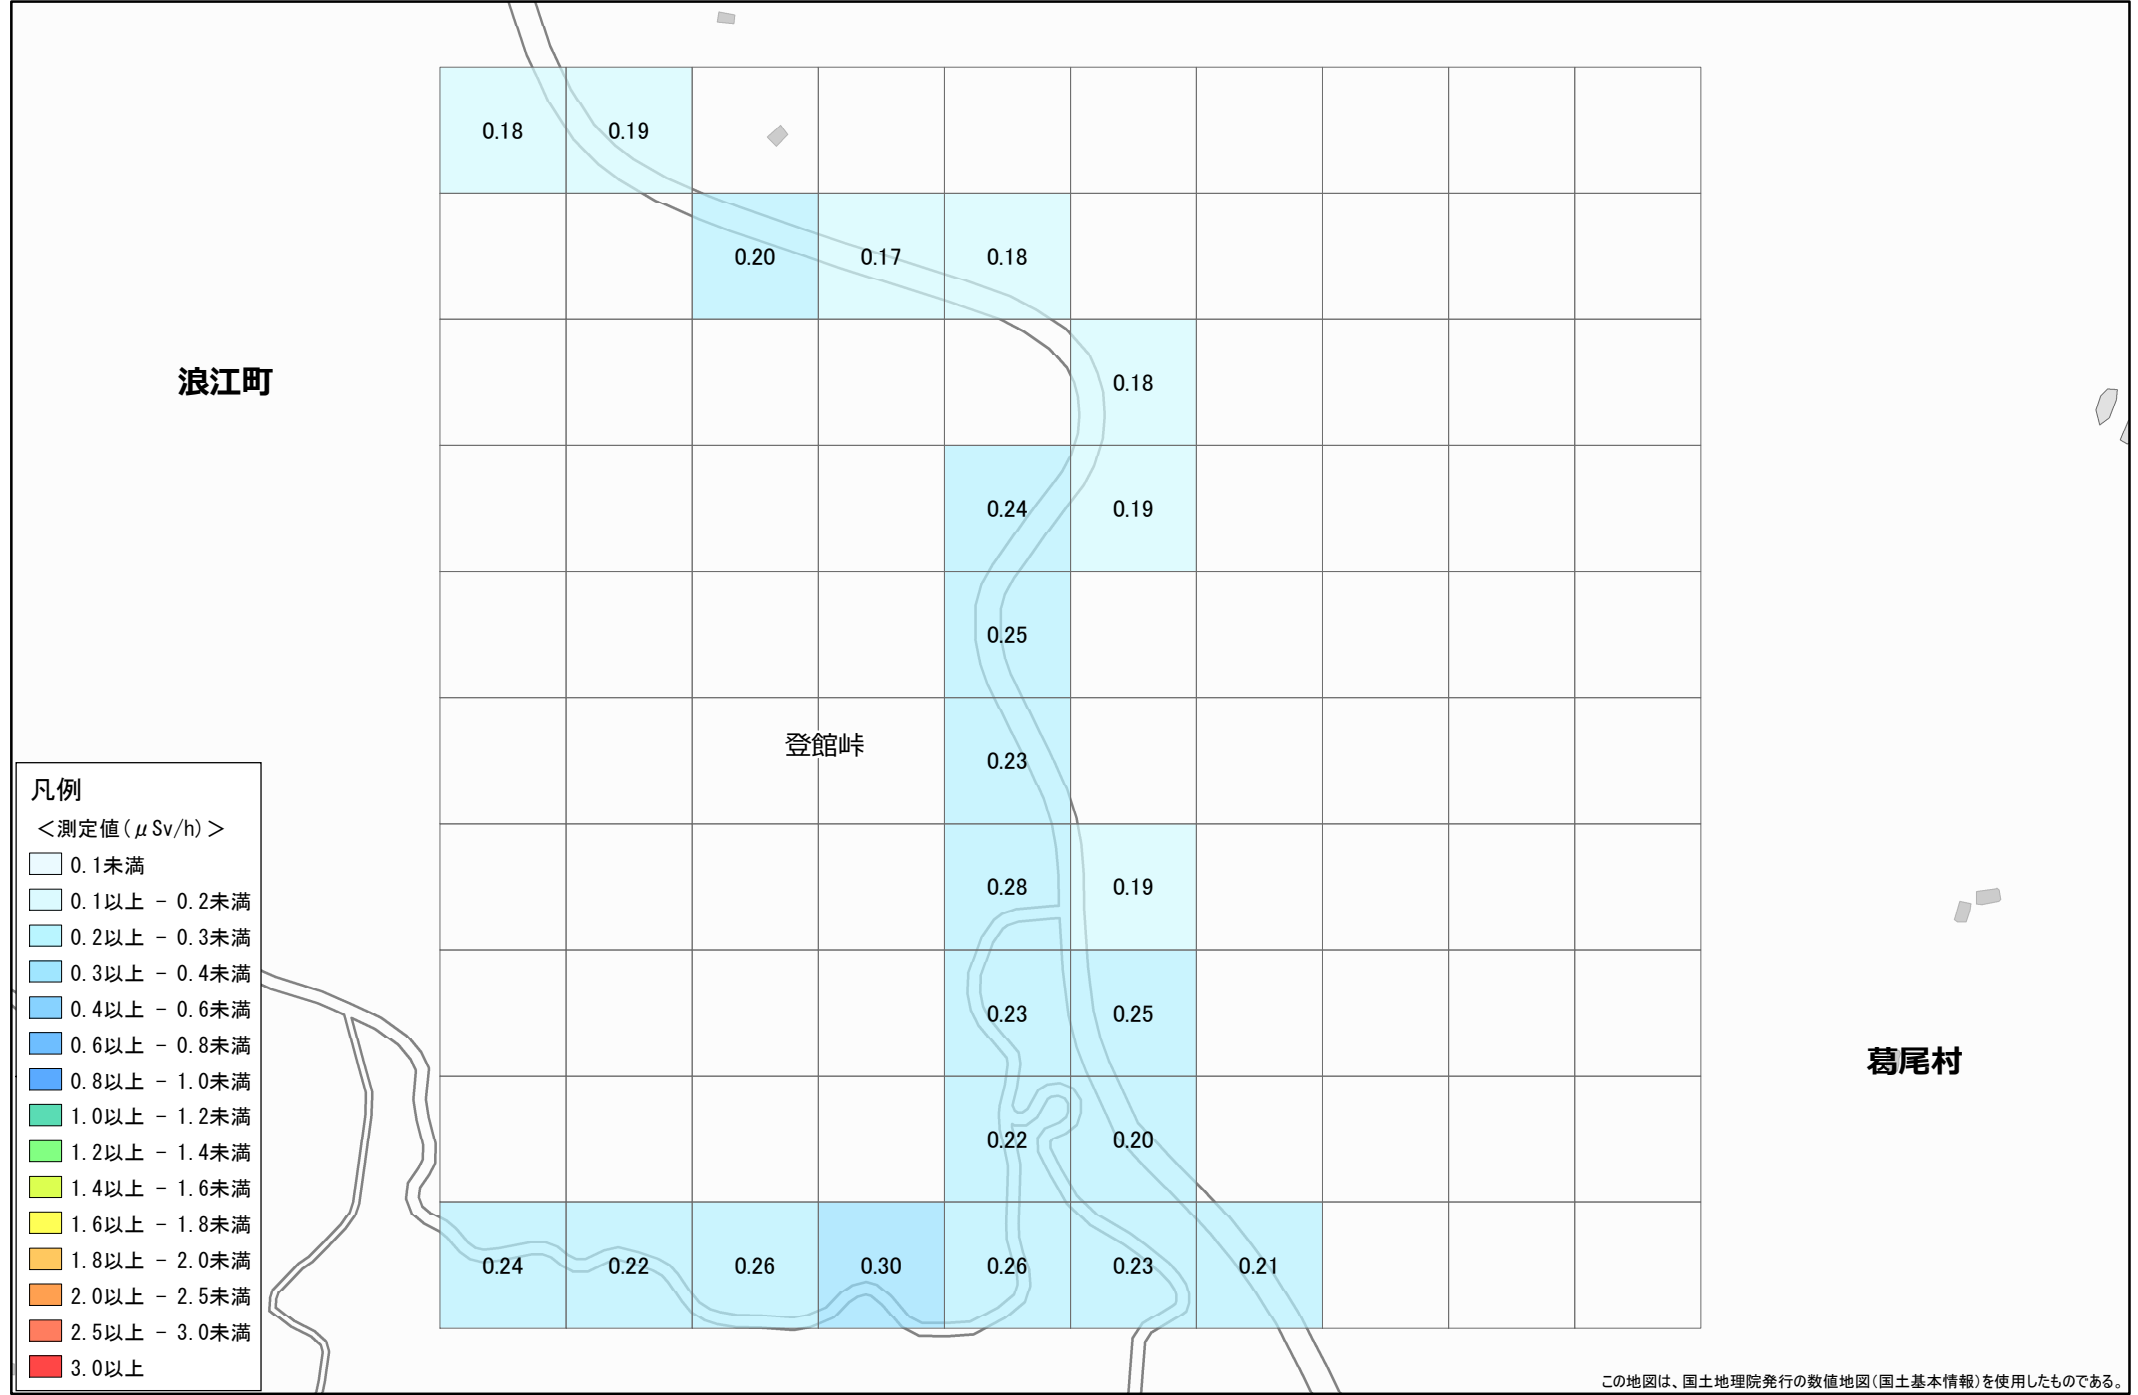 0.18 0.19
0.20 0.17 0.18
浪江町
0.18
0.24 0.19
0.25
登館峠
0.23
0.28 0.19
0.23 0.25
葛尾村
0.22 0.20
0.24 0.22 0.26 0.30 0.26 0.23 0.21
凡例
＜測定値(μSv/h)＞
0.1未満
0.1以上 － 0.2未満
0.2以上 － 0.3未満
0.3以上 － 0.4未満
0.4以上 － 0.6未満
0.6以上 － 0.8未満
0.8以上 － 1.0未満
1.0以上 － 1.2未満
1.2以上 － 1.4未満
1.4以上 － 1.6未満
1.6以上 － 1.8未満
1.8以上 － 2.0未満
2.0以上 － 2.5未満
2.5以上 － 3.0未満
3.0以上
この地図は、国土地理院発行の数値地図(国土基本情報)を使用したものである。